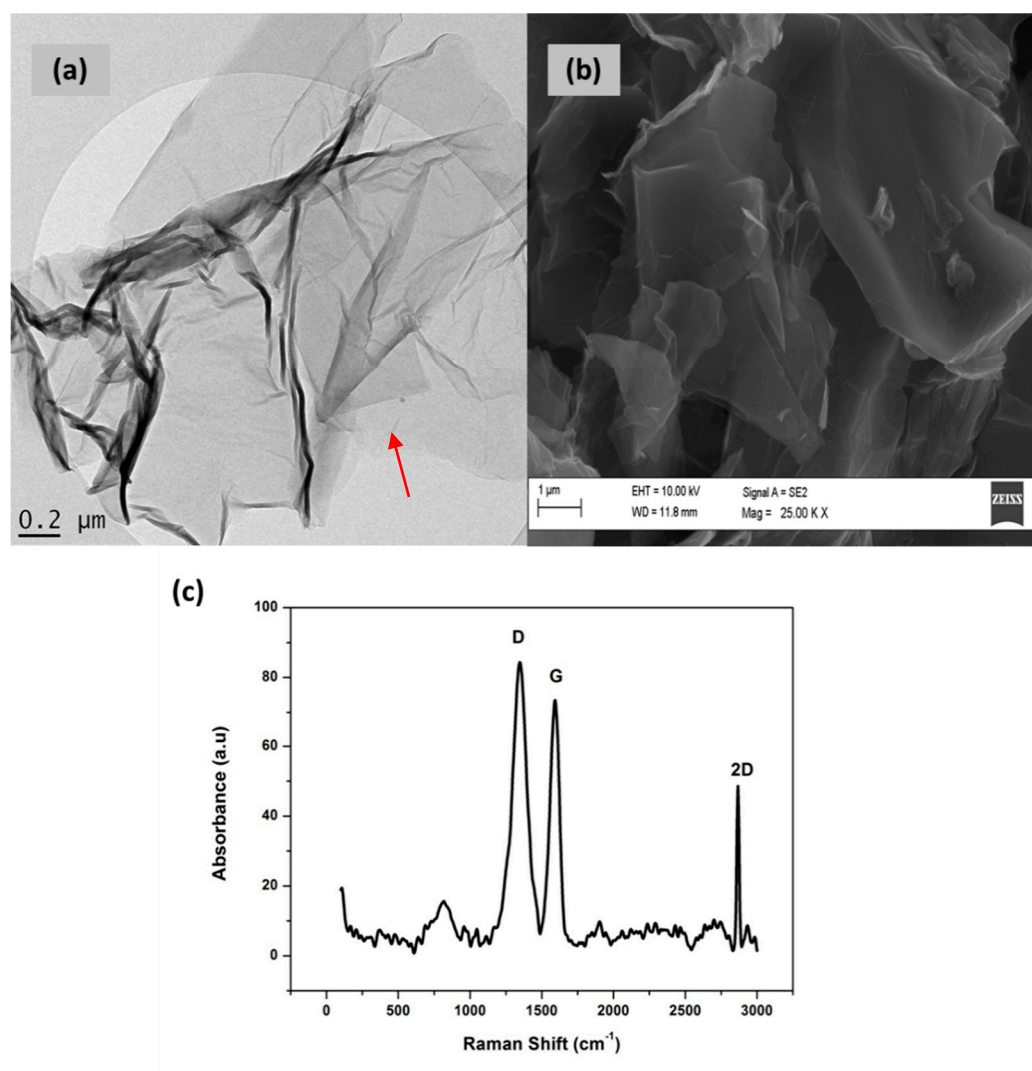 (a)
0.2 μm
(b)
1 μm
EHT = 10.00 kV
WD = 11.8 mm
Signal A = SE2
Mag = 25.00 K X
ZEISS
(c)
100
80
60
40
20
0
Absorbance (a.u)
D
G
2D
0 500 1000 1500 2000 2500 3000
Raman Shift (cm⁻¹)